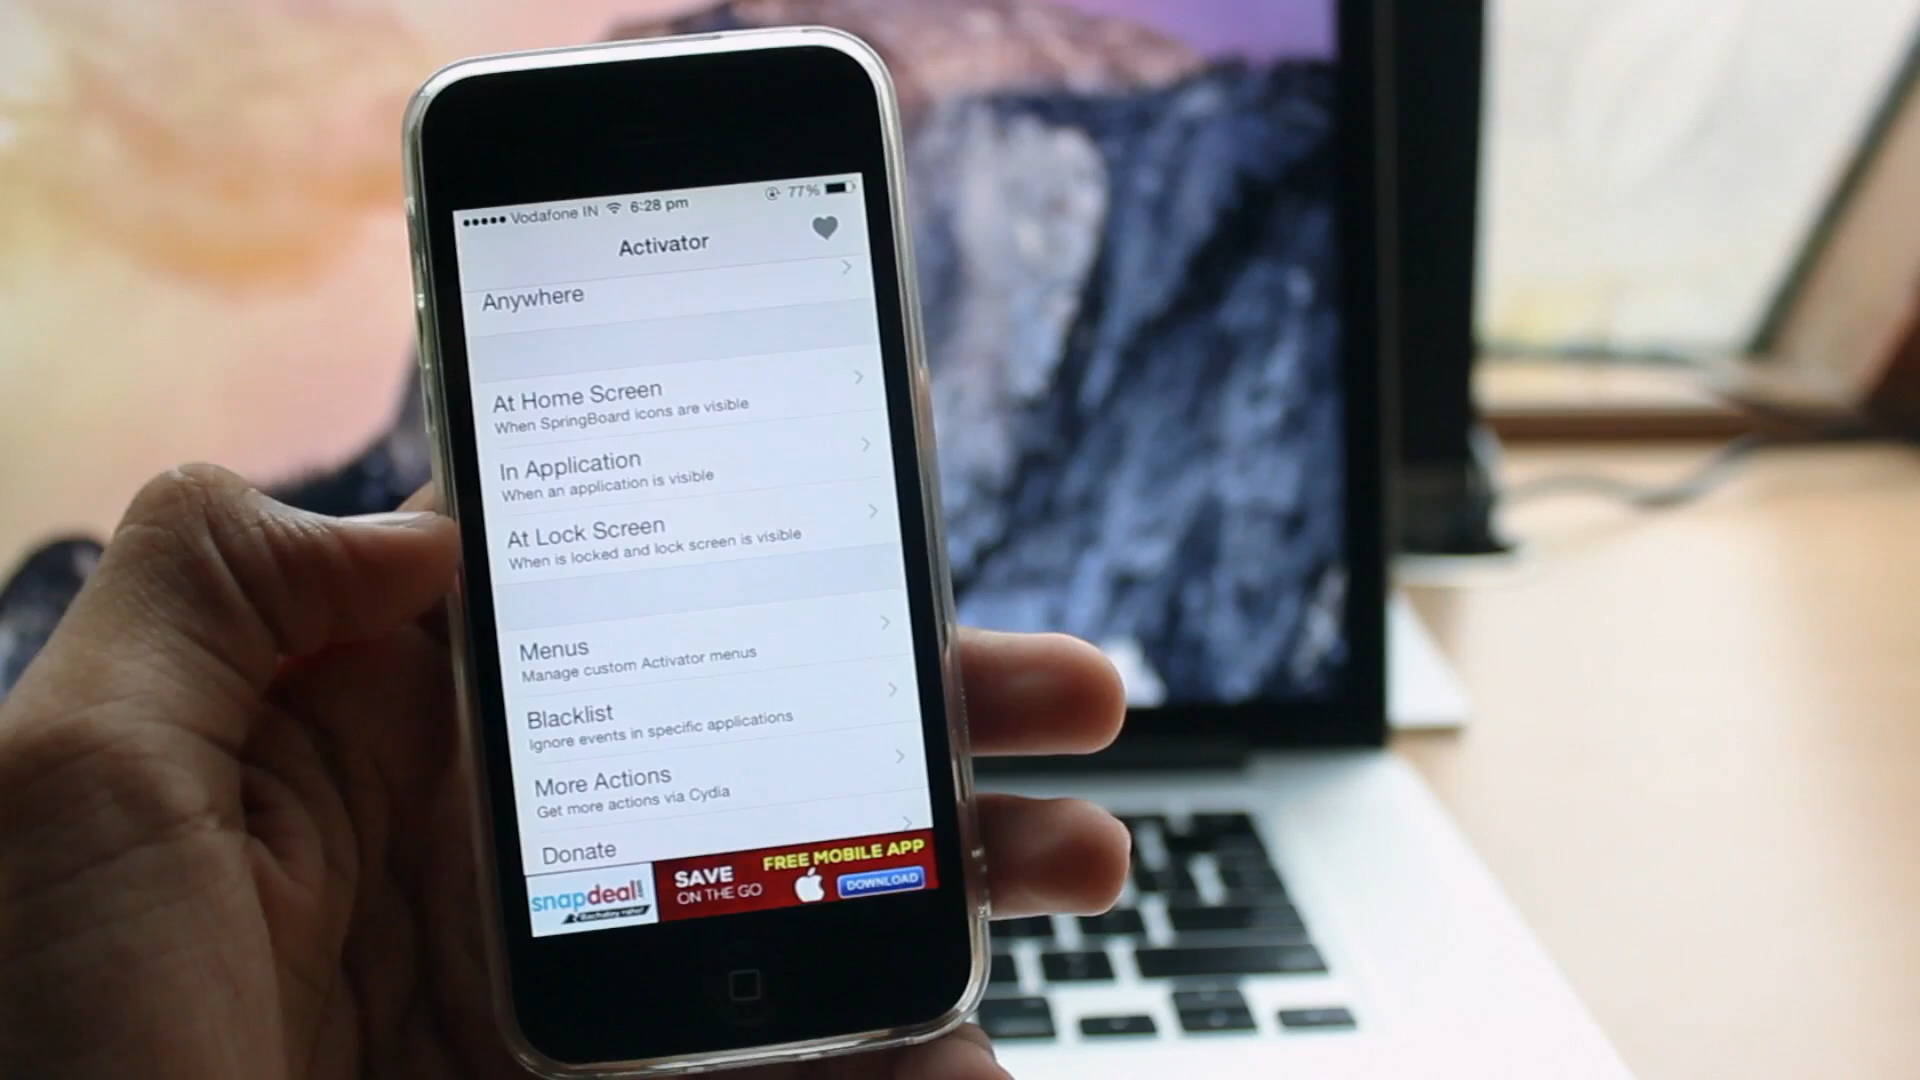 Vodafone IN 6:28 pm 77%
Activator
Anywhere
At Home Screen
When SpringBoard icons are visible
In Application
When an application is visible
At Lock Screen
When is locked and lock screen is visible
Menus
Manage custom Activator menus
Blacklist
Ignore events in specific applications
More Actions
Get more actions via Cydia
Donate
snapdeal
SAVE
ON THE GO
FREE MOBILE APP
DOWNLOAD